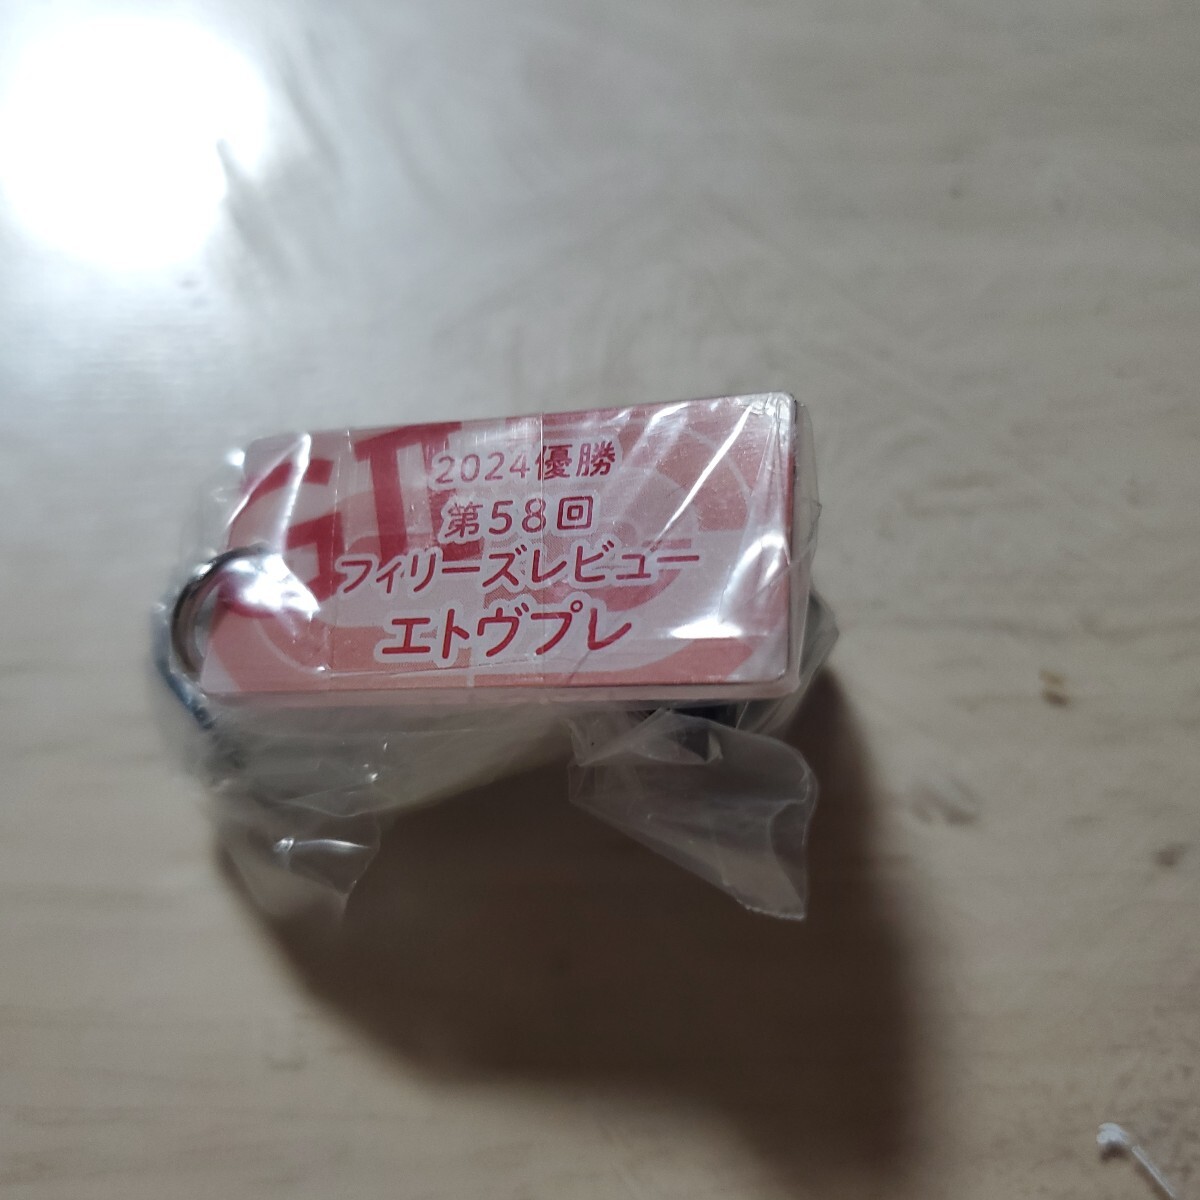 GII
2024優勝
第58回
フィリーズレビュー
エトヴプレ